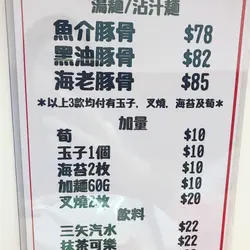 湯麵/沾汁麵
魚介豚骨 $78
黑油豚骨 $82
海老豚骨 $85
*以上3款均付有玉子, 叉燒, 海苔及筍*
加量
筍 $10
玉子1個 $10
海苔2枚 $10
加麵60G $10
叉燒2枚 $20
飲料
三矢汽水 $22
抹茶可樂 $22